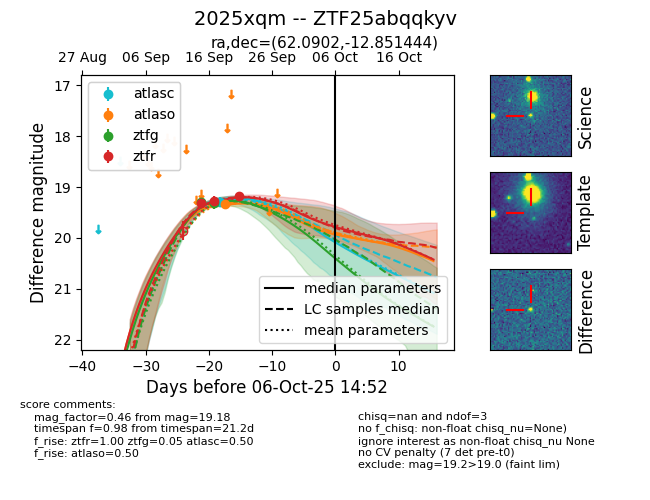 2025xqm -- ZTF25abqqkyv
ra,dec=(62.0902,-12.851444)
27 Aug 06 Sep 16 Sep 26 Sep 06 Oct 16 Oct
17
18
19
20
21
22
Difference magnitude
atlasc
atlaso
ztfg
ztfr
median parameters
LC samples median
mean parameters
−40 −30 −20 −10 0 10
Days before 06-Oct-25 14:52
Science
Template
Difference
score comments:
mag_factor=0.46 from mag=19.18
timespan f=0.98 from timespan=21.2d
f_rise: ztfr=1.00 ztfg=0.05 atlasc=0.50
f_rise: atlaso=0.50
chisq=nan and ndof=3
no f_chisq: non-float chisq_nu=None)
ignore interest as non-float chisq_nu None
no CV penalty (7 det pre-t0)
exclude: mag=19.2>19.0 (faint lim)